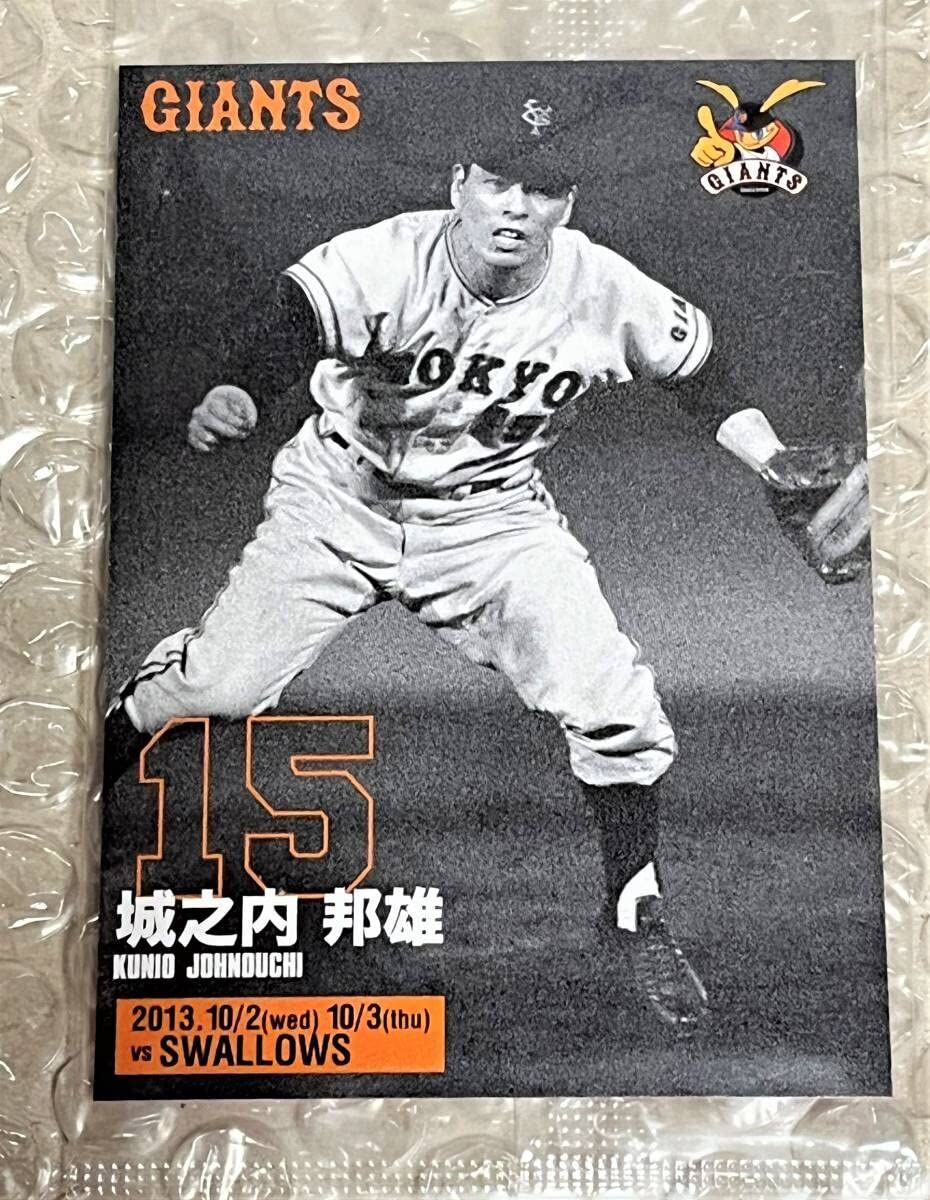 GIANTS
GIANTS
GIANTS
TOKYO
15
城之内 邦雄
KUNIO JOHNOUCHI
2013.10/2(wed) 10/3(thu)
vs SWALLOWS